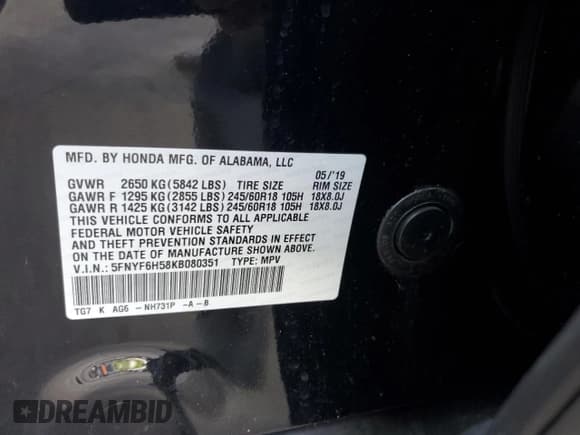 MFD. BY HONDA MFG. OF ALABAMA, LLC
05/'19
GVWR 2650 KG(5842 LBS) TIRE SIZE RIM SIZE
GAWR F 1295 KG(2855 LBS) 245/60R18 105H 18X8.0J
GAWR R 1425 KG(3142 LBS) 245/60R18 105H 18X8.0J
THIS VEHICLE CONFORMS TO ALL APPLICABLE
FEDERAL MOTOR VEHICLE SAFETY
AND THEFT PREVENTION STANDARDS IN EFFECT
ON THE DATE OF MANUFACTURE SHOWN ABOVE.
V.I.N.: 5FNYF6H58KB080351 TYPE: MPV
TG7 K AG6 -NH731P -A-B
DREAMBID